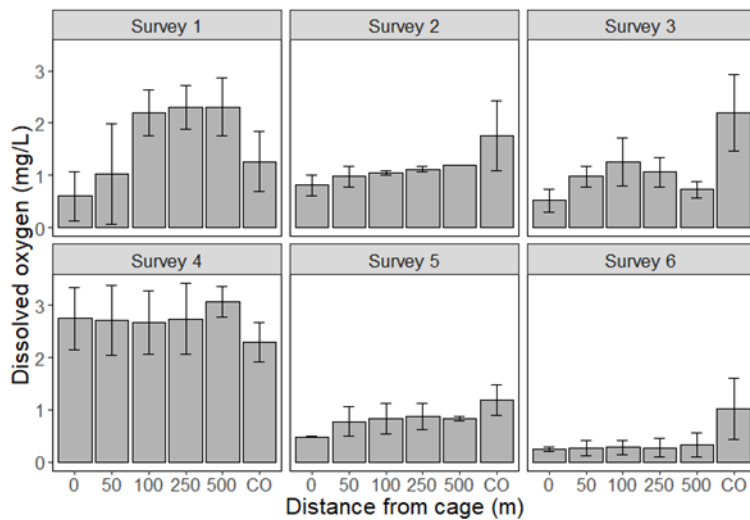 Survey 1 Survey 2 Survey 3
3
2
1
0
Survey 4 Survey 5 Survey 6
3
2
1
0
0 50 100 250 500 CO 0 50 100 250 500 CO 0 50 100 250 500 CO
Distance from cage (m)
Dissolved oxygen (mg/L)